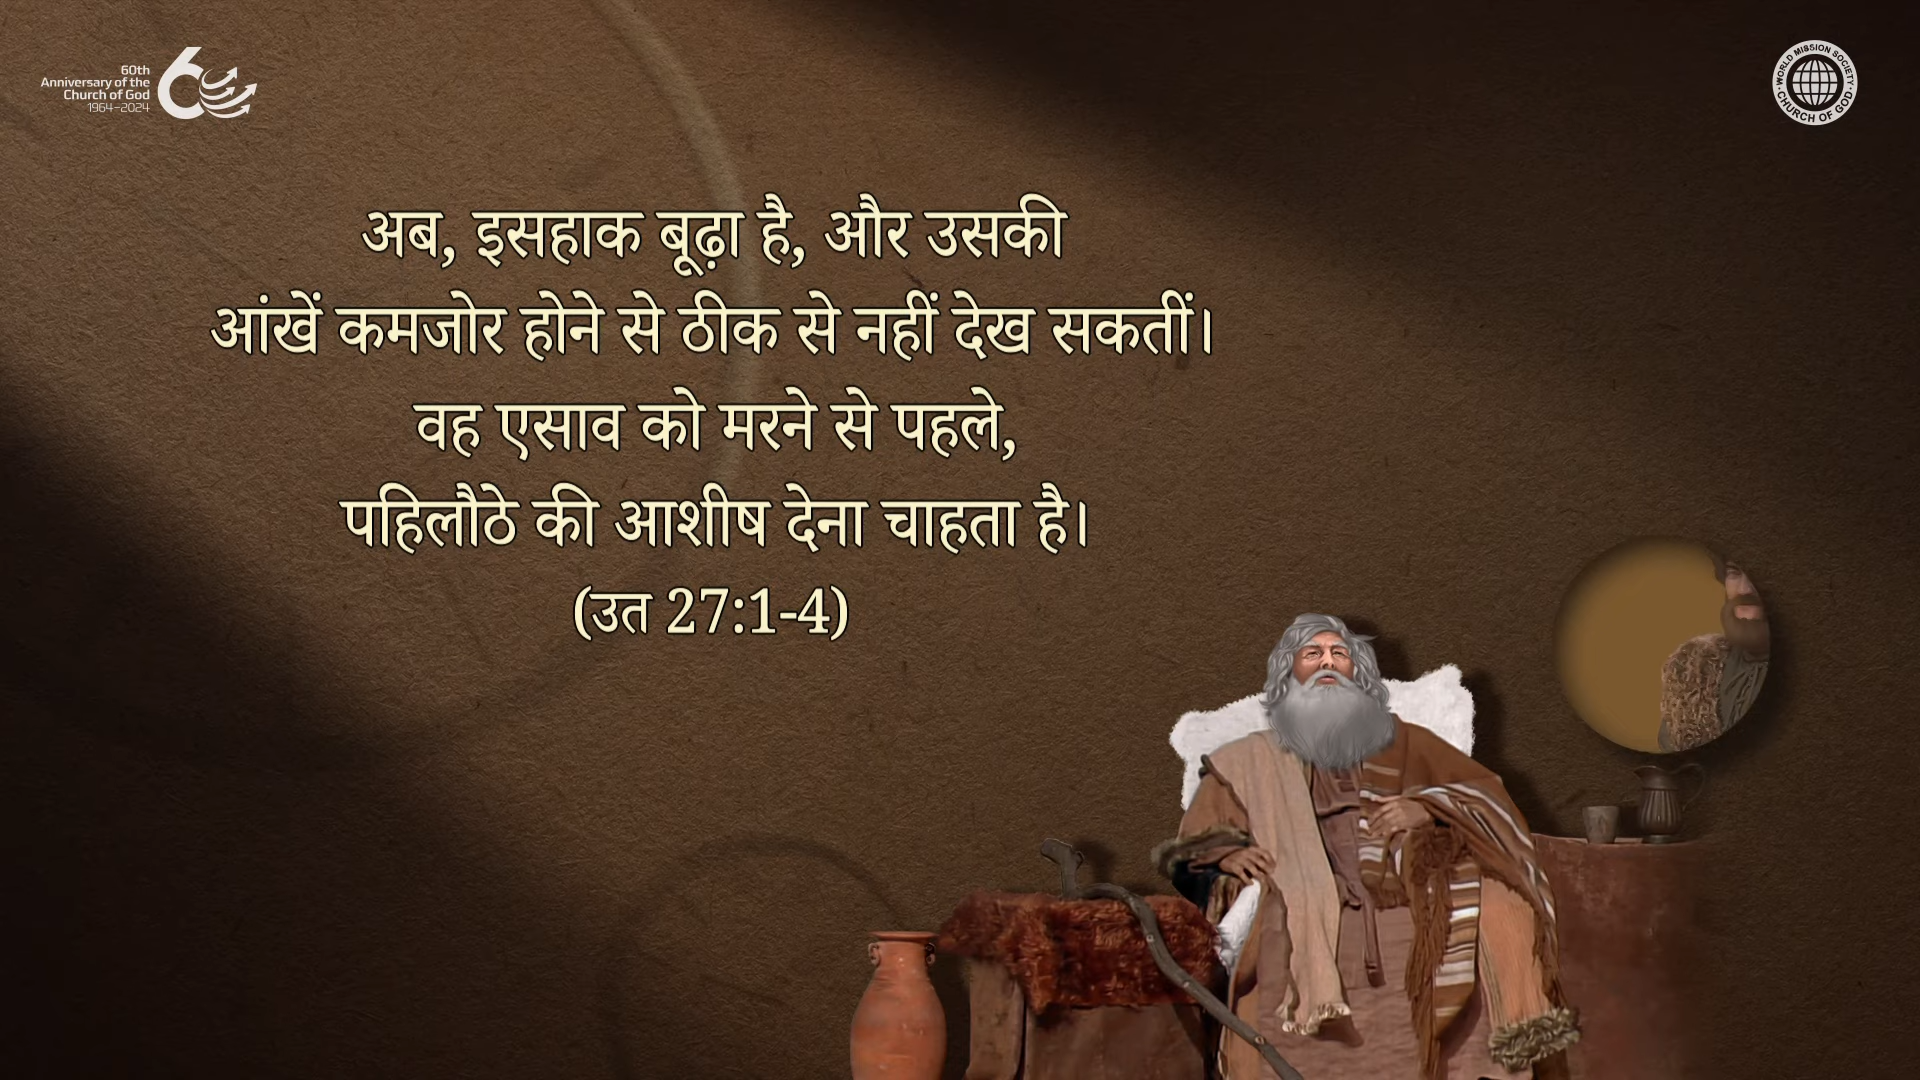 60th
Anniversary of the
Church of God
1964–2024
WORLD MISSION SOCIETY
CHURCH OF GOD
अब, इसहाक बूढ़ा है, और उसकी
आंखें कमजोर होने से ठीक से नहीं देख सकतीं।
वह एसाव को मरने से पहले,
पहिलौठे की आशीष देना चाहता है।
(उत 27:1-4)